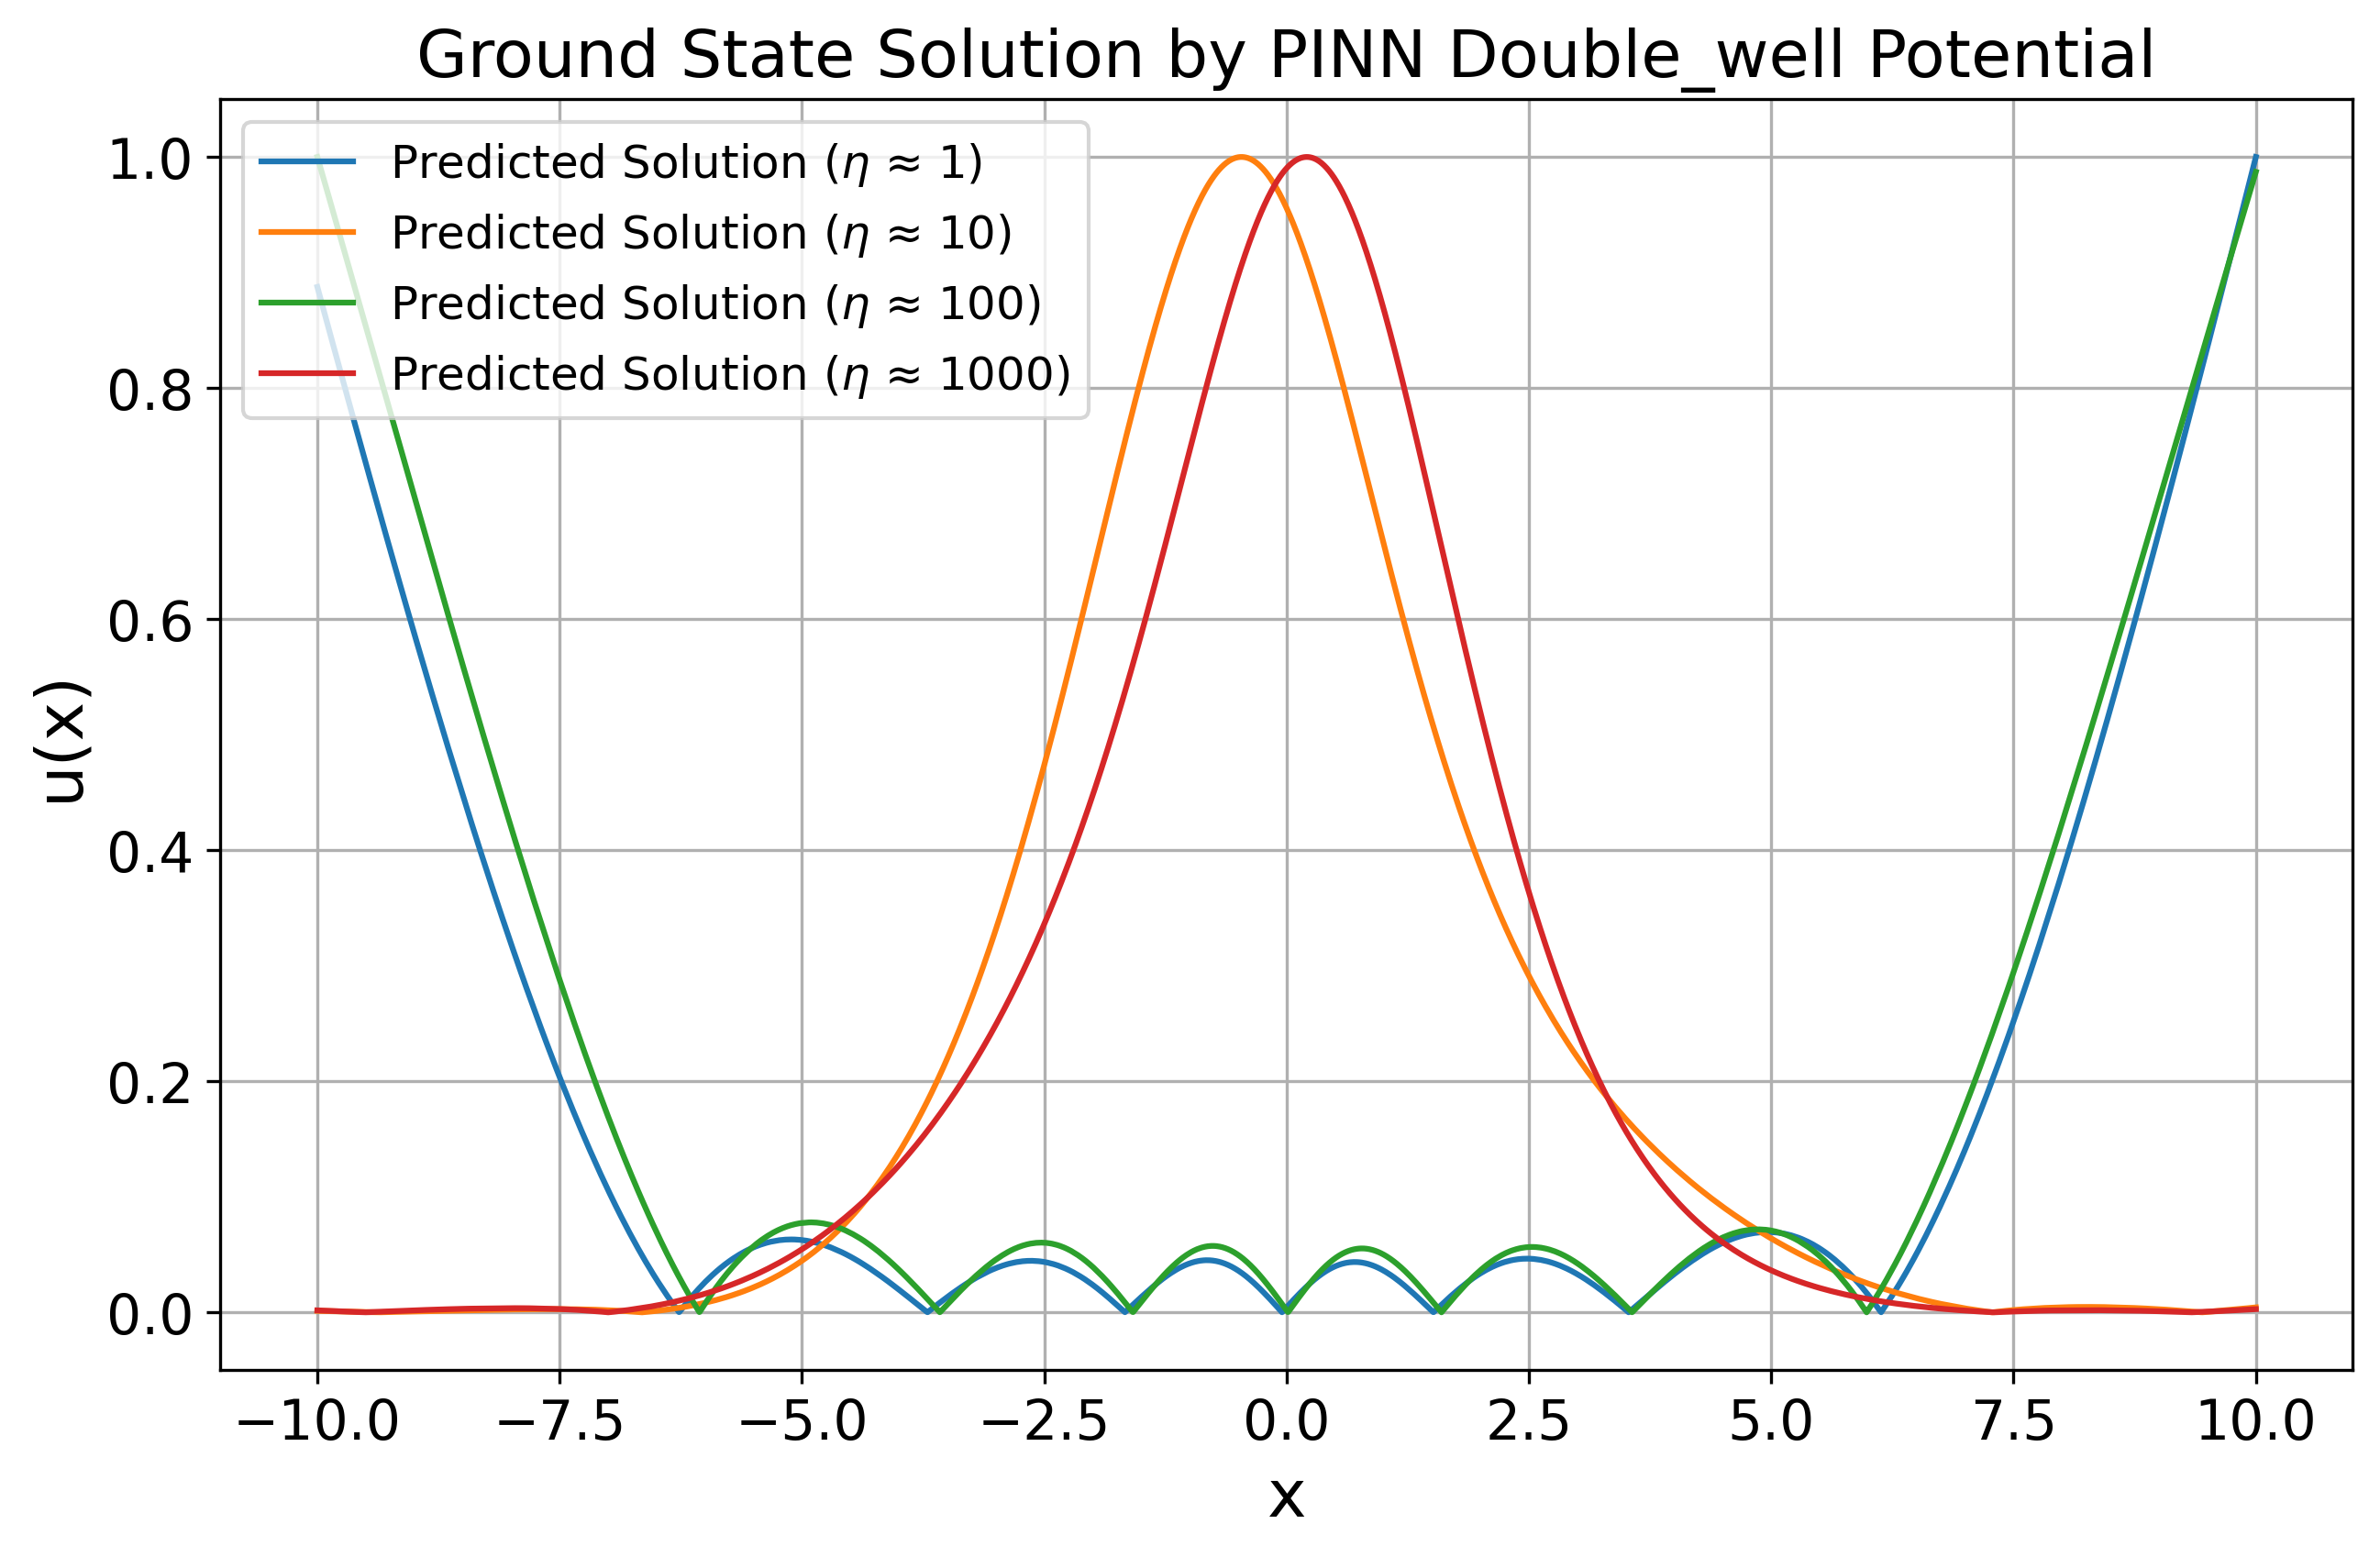 Ground State Solution by PINN Double_well Potential
Predicted Solution (η ≈ 1)
Predicted Solution (η ≈ 10)
Predicted Solution (η ≈ 100)
Predicted Solution (η ≈ 1000)
u(x)
1.0
0.8
0.6
0.4
0.2
0.0
−10.0 −7.5 −5.0 −2.5 0.0 2.5 5.0 7.5 10.0
x